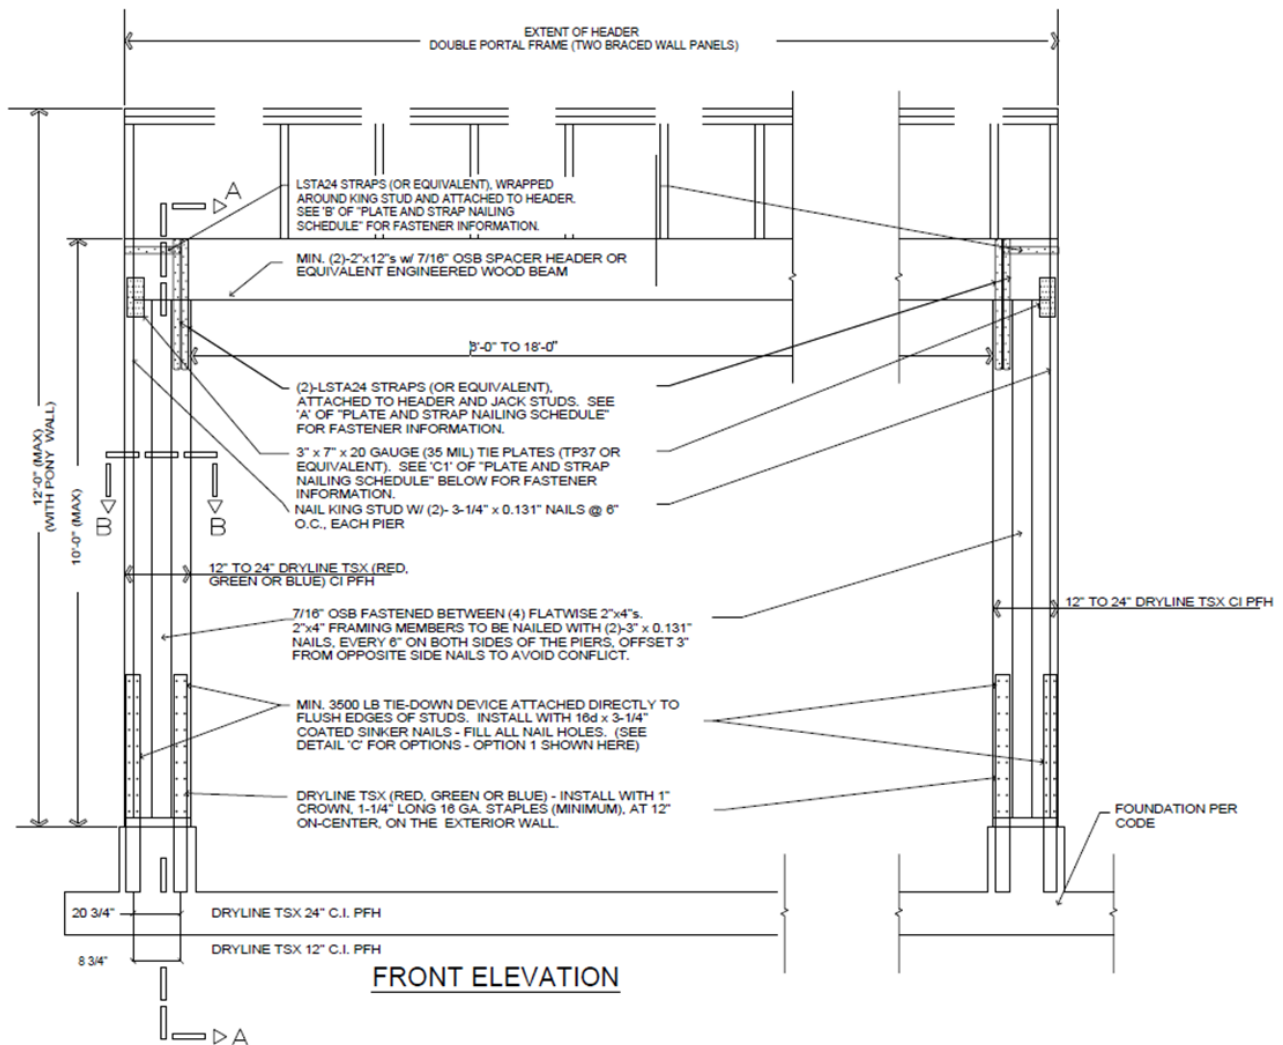 EXTENT OF HEADER
DOUBLE PORTAL FRAME (TWO BRACED WALL PANELS)
A
LSTA24 STRAPS (OR EQUIVALENT), WRAPPED
AROUND KING STUD AND ATTACHED TO HEADER.
SEE 'B' OF "PLATE AND STRAP NAILING
SCHEDULE" FOR FASTENER INFORMATION.
MIN. (2)-2"x12"s w/ 7/16" OSB SPACER HEADER OR
EQUIVALENT ENGINEERED WOOD BEAM
8'-0" TO 18'-0"
(2)-LSTA24 STRAPS (OR EQUIVALENT),
ATTACHED TO HEADER AND JACK STUDS. SEE
'A' OF "PLATE AND STRAP NAILING SCHEDULE"
FOR FASTENER INFORMATION.
12'-0" (MAX)
(WITH PONY WALL)
10'-0" (MAX)
3" x 7" x 20 GAUGE (35 MIL) TIE PLATES (TP37 OR
EQUIVALENT). SEE 'C1' OF "PLATE AND STRAP
NAILING SCHEDULE" BELOW FOR FASTENER
INFORMATION.
B
B
NAIL KING STUD W/ (2)- 3-1/4" x 0.131" NAILS @ 6"
O.C., EACH PIER
12" TO 24" DRYLINE TSX (RED,
GREEN OR BLUE) CI PFH
12" TO 24" DRYLINE TSX CI PFH
7/16" OSB FASTENED BETWEEN (4) FLATWISE 2"x4"s.
2"x4" FRAMING MEMBERS TO BE NAILED WITH (2)-3" x 0.131"
NAILS, EVERY 6" ON BOTH SIDES OF THE PIERS, OFFSET 3"
FROM OPPOSITE SIDE NAILS TO AVOID CONFLICT.
MIN. 3500 LB TIE-DOWN DEVICE ATTACHED DIRECTLY TO
FLUSH EDGES OF STUDS. INSTALL WITH 16d x 3-1/4"
COATED SINKER NAILS - FILL ALL NAIL HOLES. (SEE
DETAIL 'C' FOR OPTIONS - OPTION 1 SHOWN HERE)
DRYLINE TSX (RED, GREEN OR BLUE) - INSTALL WITH 1"
CROWN, 1-1/4" LONG 16 GA. STAPLES (MINIMUM), AT 12"
ON-CENTER, ON THE EXTERIOR WALL.
FOUNDATION PER
CODE
20 3/4"
DRYLINE TSX 24" C.I. PFH
8 3/4"
DRYLINE TSX 12" C.I. PFH
FRONT ELEVATION
A